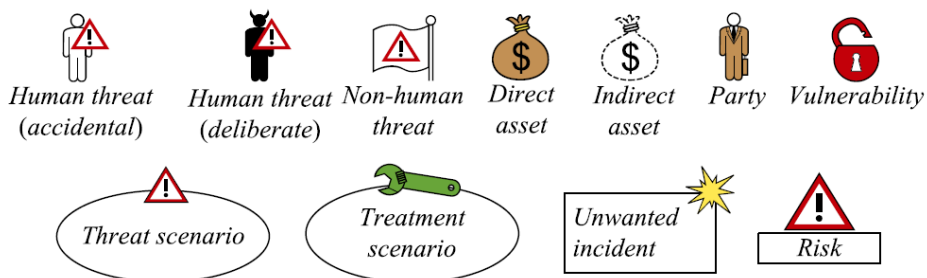 Human threat
(accidental)
Human threat
(deliberate)
Non-human
threat
$
Direct
asset
$
Indirect
asset
Party
Vulnerability
!
Threat scenario
Treatment
scenario
Unwanted
incident
!
Risk